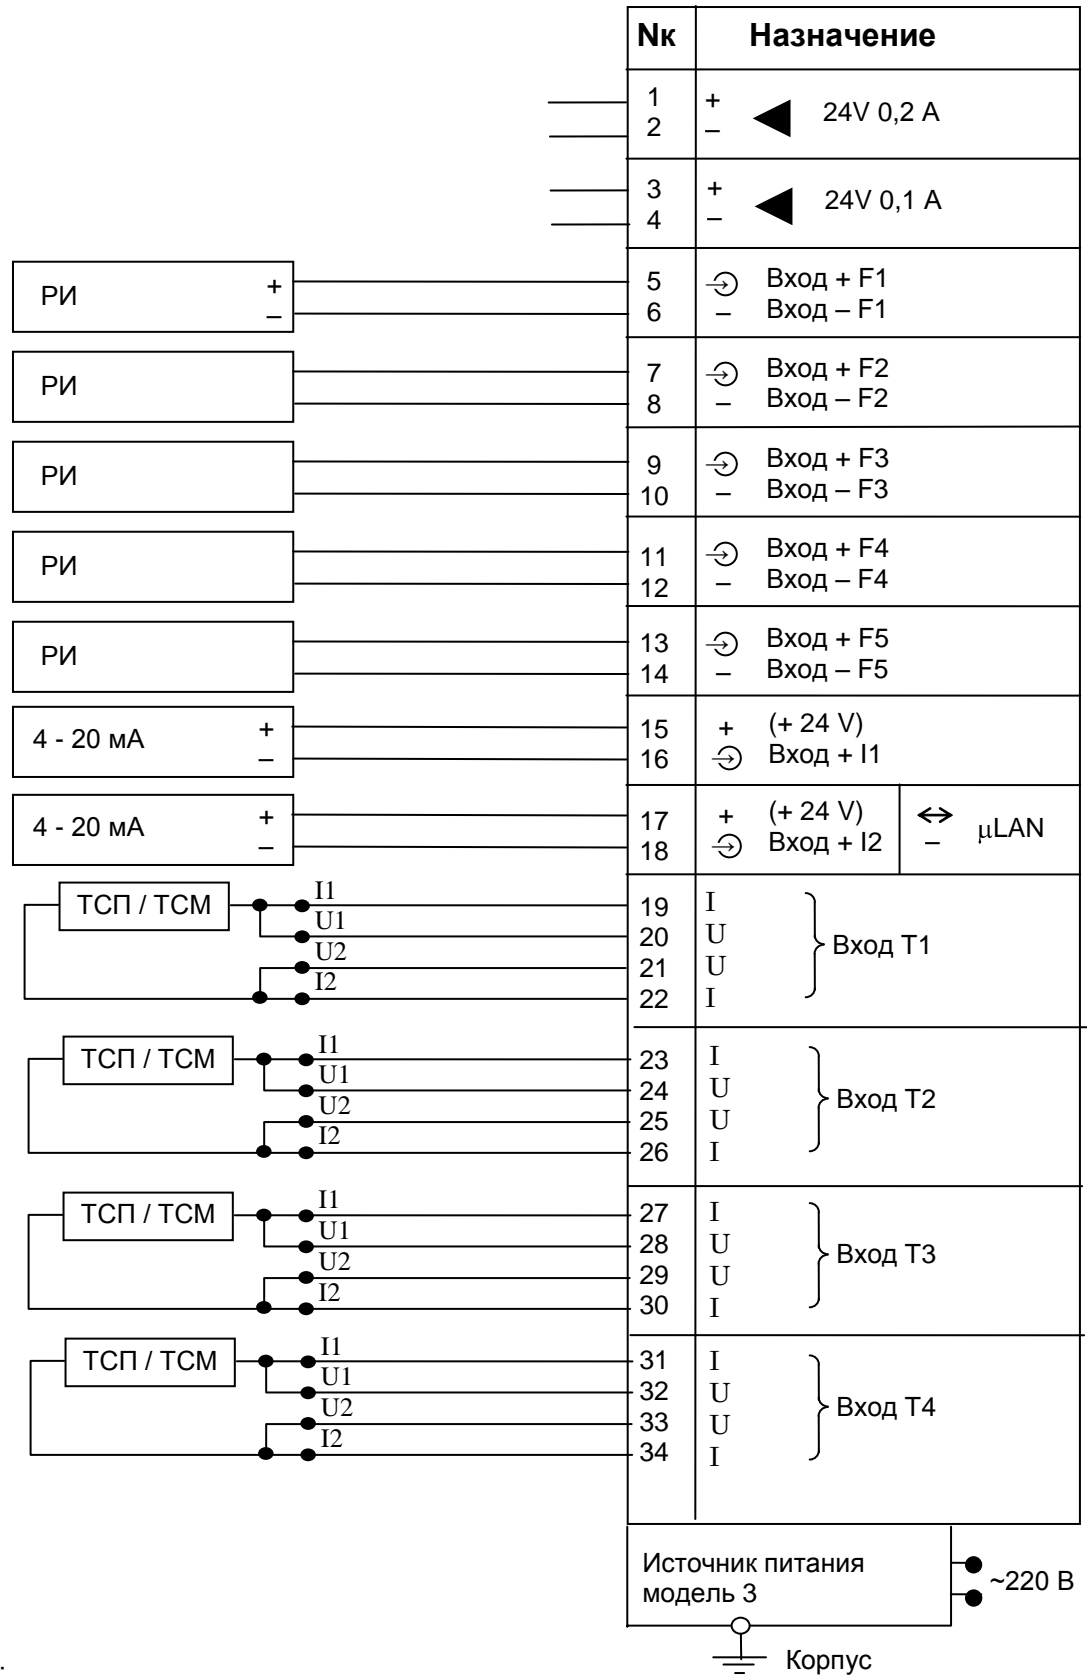 Nк Назначение
1 + 24V 0,2 A
2 –
3 + 24V 0,1 A
4 –
РИ + 5 Вход + F1
– 6 – Вход – F1
РИ 7 Вход + F2
8 – Вход – F2
РИ 9 Вход + F3
10 – Вход – F3
РИ 11 Вход + F4
12 – Вход – F4
РИ 13 Вход + F5
14 – Вход – F5
4 - 20 мА + 15 + (+ 24 V)
– 16 Вход + I1
4 - 20 мА + 17 + (+ 24 V) ↔ µLAN
– 18 Вход + I2 –
ТСП / ТСМ I1 19 I
U1 20 U Вход Т1
U2 21 U
I2 22 I
ТСП / ТСМ I1 23 I
U1 24 U Вход Т2
U2 25 U
I2 26 I
ТСП / ТСМ I1 27 I
U1 28 U Вход Т3
U2 29 U
I2 30 I
ТСП / ТСМ I1 31 I
U1 32 U Вход Т4
U2 33 U
I2 34 I
Источник питания
модель 3
~220 В
Корпус
.